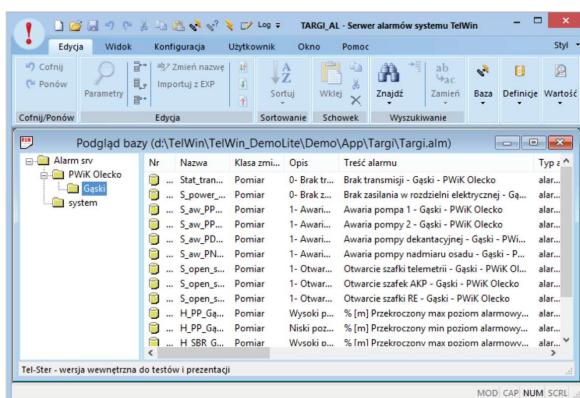 Log
TARGI_AL - Serwer alarmów systemu TelWin
Edycja Widok Konfiguracja Użytkownik Okno Pomoc Styl
Cofnij
Ponów
Parametry
Zmień nazwę
Importuj z EXP
Sortuj
Wklej
Znajdź
Zamień
Baza
Definicje
Wartość
Cofnij/Ponów Edycja Sortowanie Schowek Wyszukiwanie
Podgląd bazy (d:\TelWin\TelWin_DemoLite\Demo\App\Targi\Targi.alm)
Alarm srv
PWiK Olecko
Gąski
system
Nr Nazwa Klasa zmi... Opis Treść alarmu Typ a
... Stat_tran... Pomiar 0- Brak tr... Brak transmisji - Gąski - PWiK Olecko alar...
... S_power_... Pomiar 0- Brak z... Brak zasilania w rozdzielni elektrycznej - Gą... alar...
... S_aw_PP... Pomiar 1- Awari... Awaria pompa 1 - Gąski - PWiK Olecko alar...
... S_aw_PP... Pomiar 1- Awari... Awaria pompy 2 - Gąski - PWiK Olecko alar...
... S_aw_PD... Pomiar 1- Awari... Awaria pompy dekantacyjnej - Gąski - PWi... alar...
... S_aw_PN... Pomiar 1- Awari... Awaria pompy nadmiaru osadu - Gąski - P... alar...
... S_open_s... Pomiar 1- Otwar... Otwarcie szafki telemetrii - Gąski - PWiK Ol... alar...
... S_open_s... Pomiar 1- Otwar... Otwarcie szafek AKP - Gąski - PWiK Olecko alar...
... S_open_s... Pomiar 1- Otwar... Otwarcie szafki RE - Gąski - PWiK Olecko alar...
... H_PP_Gą... Pomiar Wysoki p... % [m] Przekroczony max poziom alarmowy... alar...
... H_PP_Gą... Pomiar Niski poz... % [m] Przekroczony min poziom alarmowy... alar...
... H_SBR_G... Pomiar Wysoki p... % [m] Przekroczony max poziom alarmowy... alar...
Tel-Ster - wersja wewnętrzna do testów i prezentacji
MOD CAP NUM SCRL